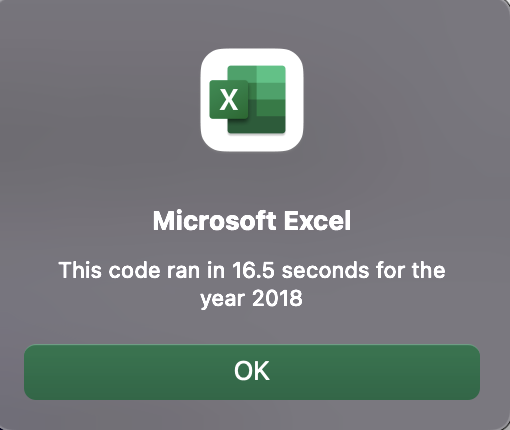 X
Microsoft Excel
This code ran in 16.5 seconds for the
year 2018
OK